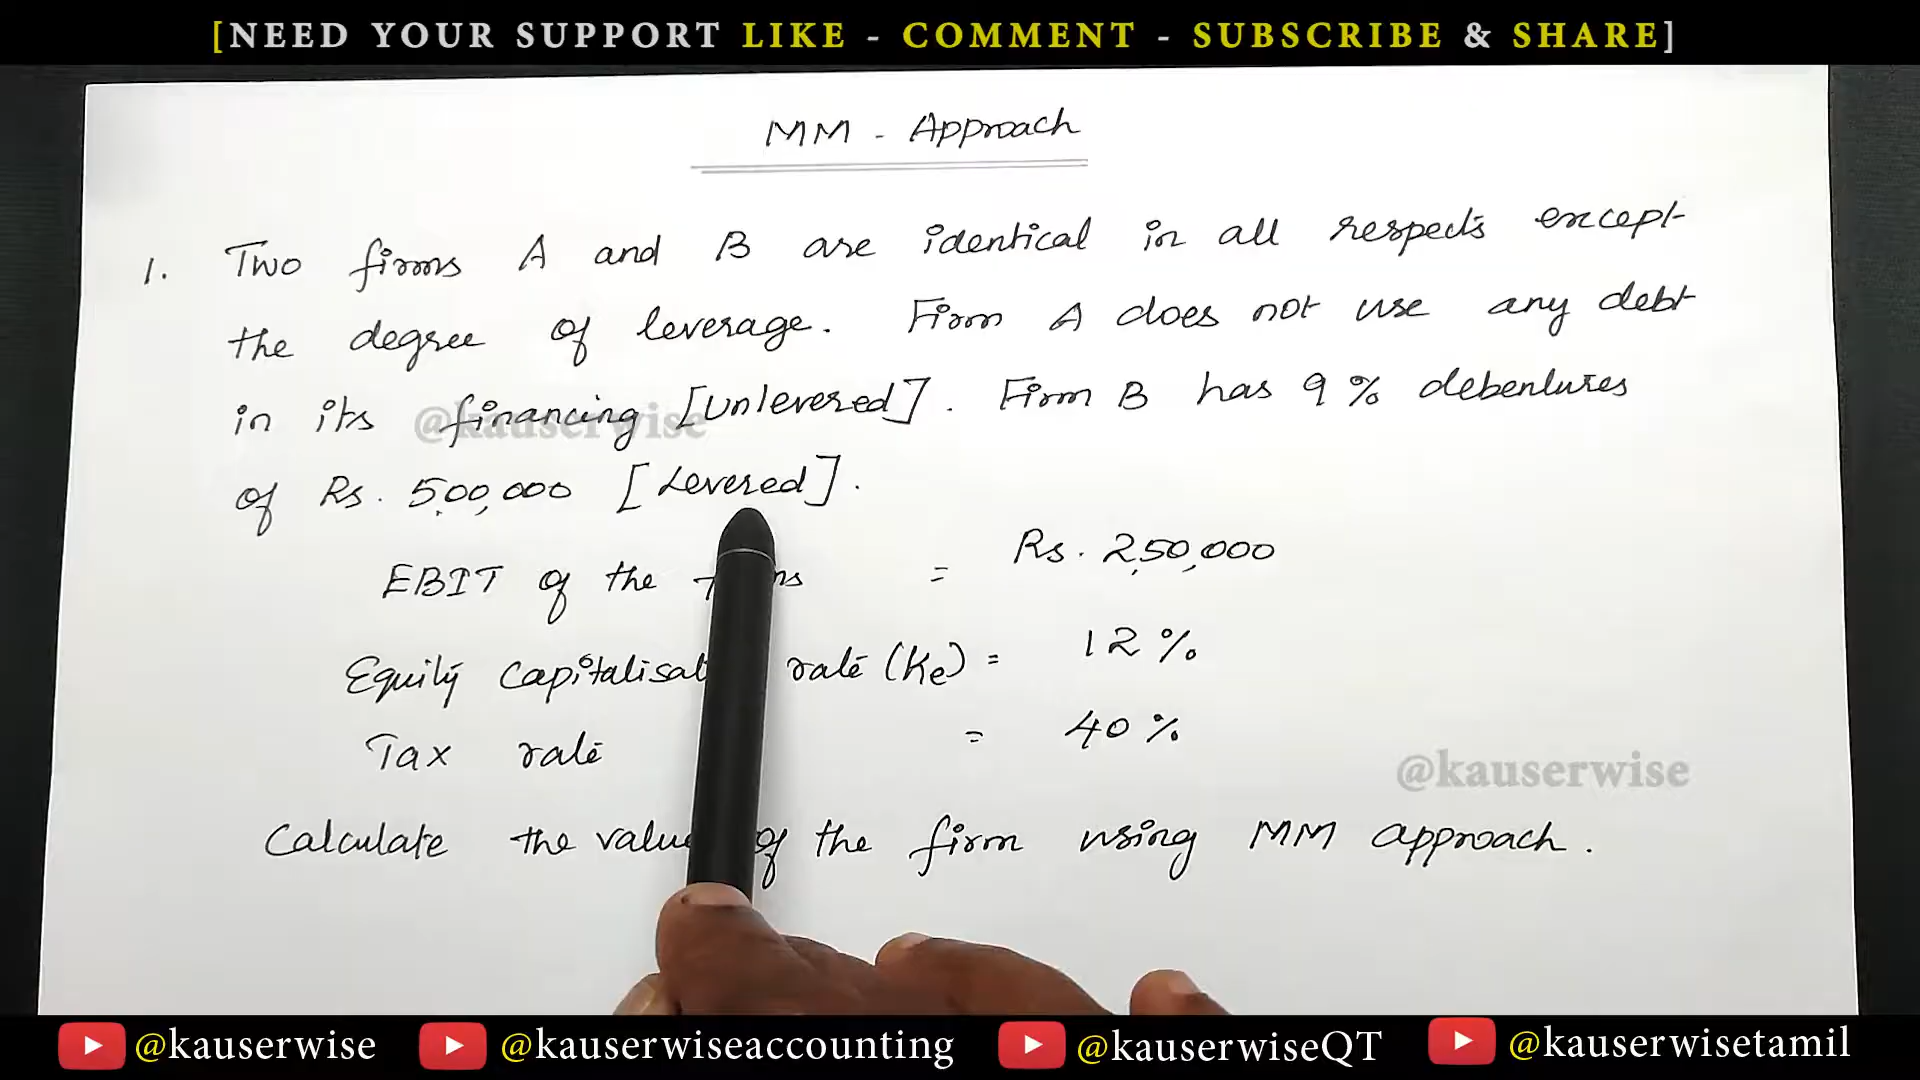 [NEED YOUR SUPPORT LIKE - COMMENT - SUBSCRIBE & SHARE]
MM - Approach
1. Two firms A and B are identical in all respects except
the degree of leverage. Firm A does not use any debt
in its financing [Unlevered]. Firm B has 9 % debentures
@kauserwise
of Rs. 5,00,000 [Levered].
EBIT of the = Rs. 2,50,000
Equity rate (Ke) = 12 %
Tax rate = 40 %
@kauserwise
Calculate the value of the firm using MM approach.
@kauserwise @kauserwiseaccounting @kauserwiseQT @kauserwisetamil